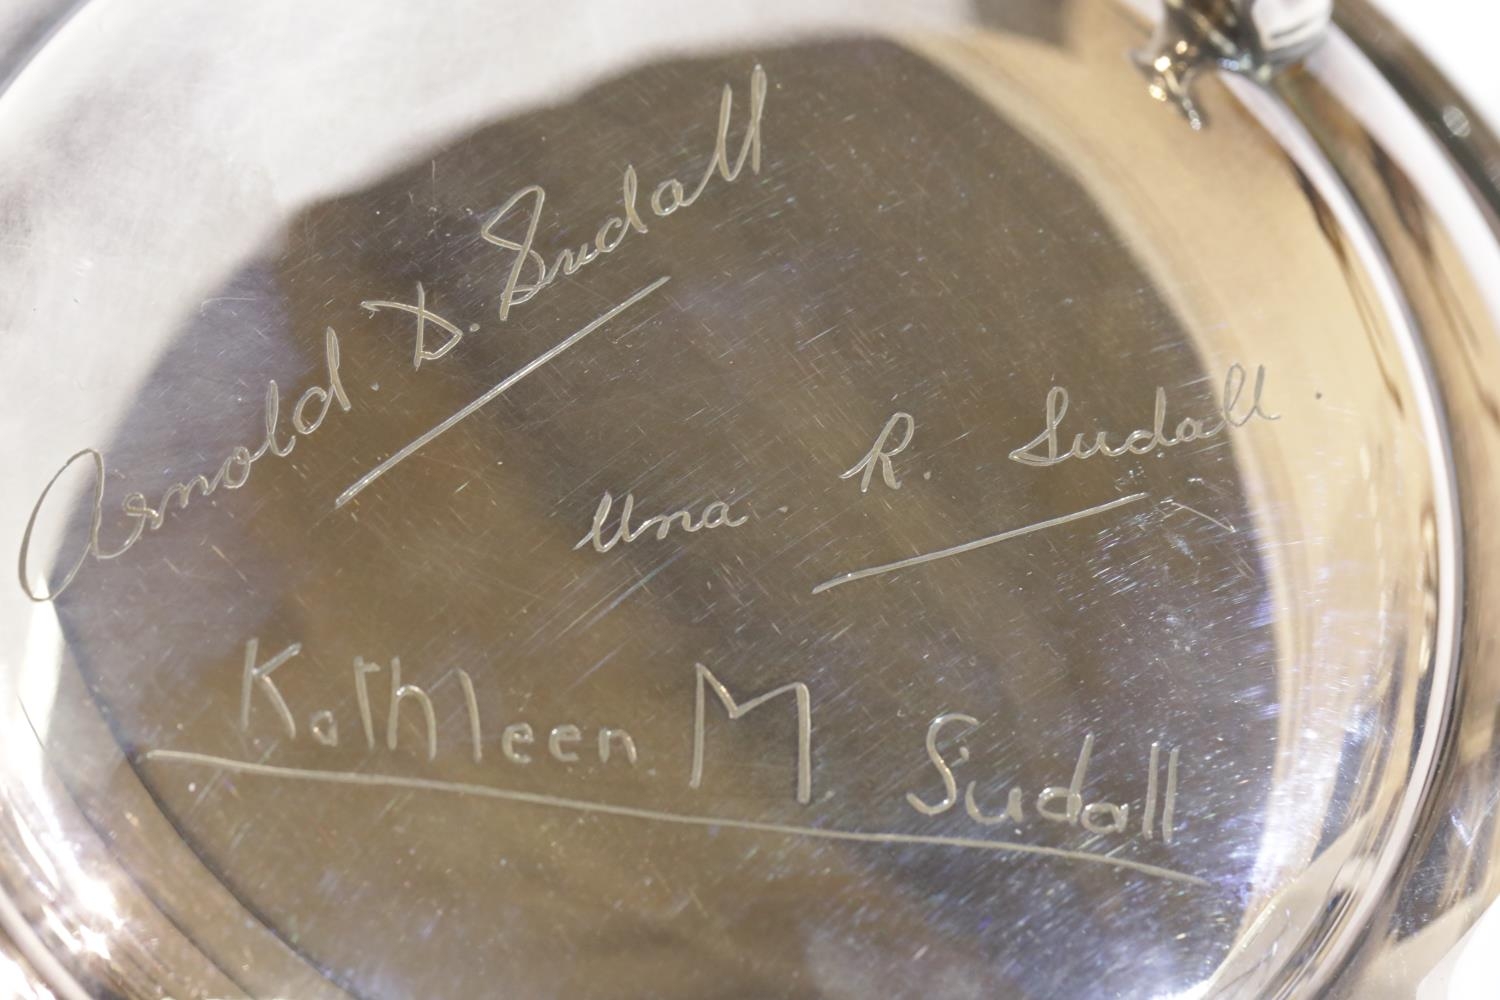 Arnold. D. Sudall
Una. R. Sudall.
Kathleen M Sudall